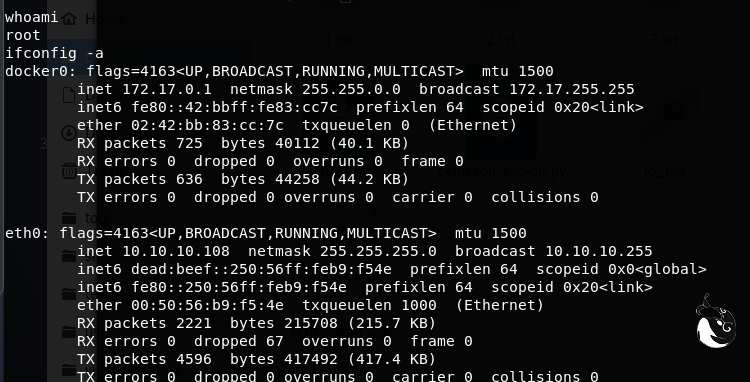 whoami
root
ifconfig -a
docker0: flags=4163<UP,BROADCAST,RUNNING,MULTICAST>  mtu 1500
        inet 172.17.0.1  netmask 255.255.0.0  broadcast 172.17.255.255
        inet6 fe80::42:bbff:fe83:cc7c  prefixlen 64  scopeid 0x20<link>
        ether 02:42:bb:83:cc:7c  txqueuelen 0  (Ethernet)
        RX packets 725  bytes 40112 (40.1 KB)
        RX errors 0  dropped 0  overruns 0  frame 0
        TX packets 636  bytes 44258 (44.2 KB)
        TX errors 0  dropped 0 overruns 0  carrier 0  collisions 0
eth0: flags=4163<UP,BROADCAST,RUNNING,MULTICAST>  mtu 1500
        inet 10.10.10.108  netmask 255.255.255.0  broadcast 10.10.10.255
        inet6 dead:beef::250:56ff:feb9:f54e  prefixlen 64  scopeid 0x0<global>
        inet6 fe80::250:56ff:feb9:f54e  prefixlen 64  scopeid 0x20<link>
        ether 00:50:56:b9:f5:4e  txqueuelen 1000  (Ethernet)
        RX packets 2221  bytes 215708 (215.7 KB)
        RX errors 0  dropped 67  overruns 0  frame 0
        TX packets 4596  bytes 417492 (417.4 KB)
        TX errors 0  dropped 0 overruns 0  carrier 0  collisions 0
Home
1.txt
2.txt
3.txt
id_rsa